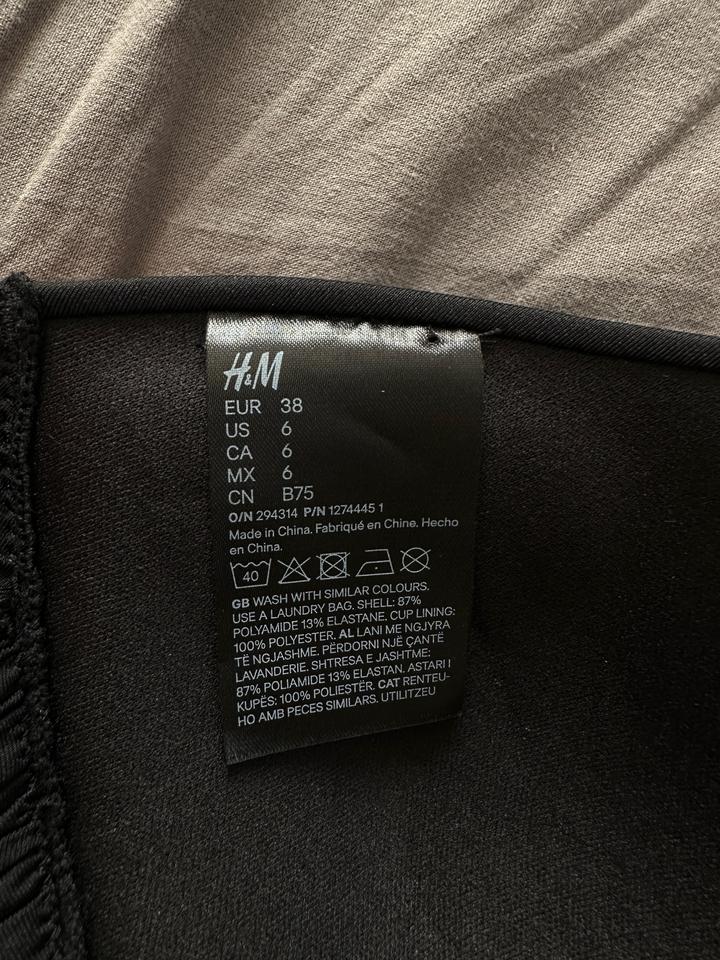 H&M
EUR 38
US 6
CA 6
MX 6
CN B75
O/N 294314 P/N 1274445 1
Made in China. Fabriqué en Chine. Hecho
en China.
40
GB WASH WITH SIMILAR COLOURS.
USE A LAUNDRY BAG. SHELL: 87%
POLYAMIDE 13% ELASTANE. CUP LINING:
100% POLYESTER. AL LANI ME NGJYRA
TË NGJASHME. PËRDORNI NJË ÇANTË
LAVANDERIE. SHTRESA E JASHTME:
87% POLIAMIDE 13% ELASTAN. ASTARI I
KUPËS: 100% POLIESTËR. CAT RENTEU-
HO AMB PECES SIMILARS. UTILITZEU